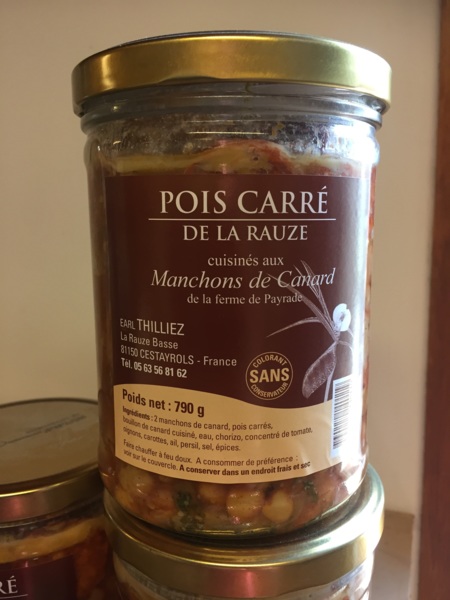 POIS CARRÉ
DE LA RAUZE
cuisinés aux
Manchons de Canard
de la ferme de Payrade
EARL THILLIEZ
La Rauze Basse
81150 CESTAYROLS - France
Tél. 05 63 56 81 62
COLORANT
SANS
CONSERVATEUR
Poids net : 790 g
Ingrédients : 2 manchons de canard, pois carrés,
bouillon de canard cuisiné, eau, chorizo, concentré de tomate,
oignons, carottes, ail, persil, sel, épices.
Faire chauffer à feu doux. A consommer de préférence :
voir sur le couvercle. A conserver dans un endroit frais et sec
RÉ